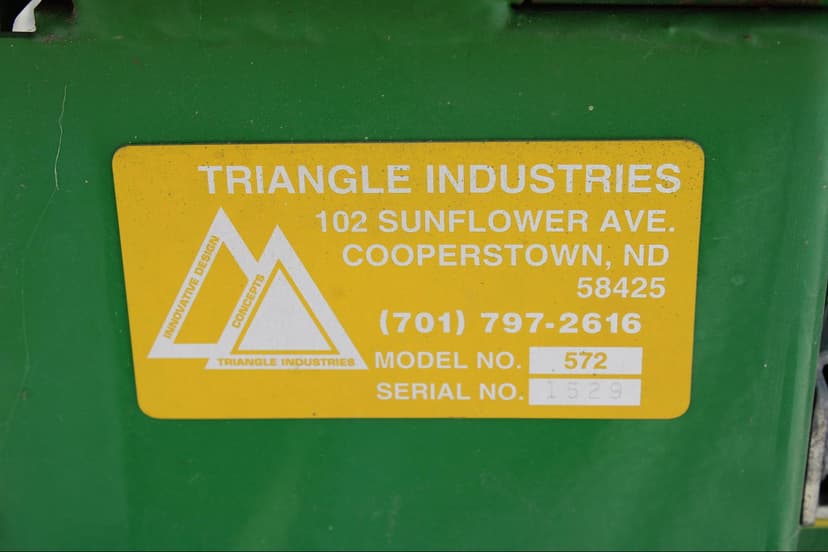 TRIANGLE INDUSTRIES
102 SUNFLOWER AVE.
COOPERSTOWN, ND
58425
(701) 797-2616
INNOVATIVE DESIGN
CONCEPTS
TRIANGLE INDUSTRIES
MODEL NO. 572
SERIAL NO. 1529